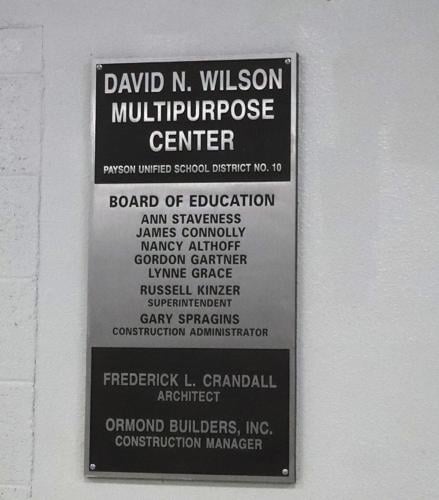 DAVID N. WILSON
MULTIPURPOSE
CENTER
PAYSON UNIFIED SCHOOL DISTRICT NO. 10
BOARD OF EDUCATION
ANN STAVENESS
JAMES CONNOLLY
NANCY ALTHOFF
GORDON GARTNER
LYNNE GRACE
RUSSELL KINZER
SUPERINTENDENT
GARY SPRAGINS
CONSTRUCTION ADMINISTRATOR
FREDERICK L. CRANDALL
ARCHITECT
ORMOND BUILDERS, INC.
CONSTRUCTION MANAGER